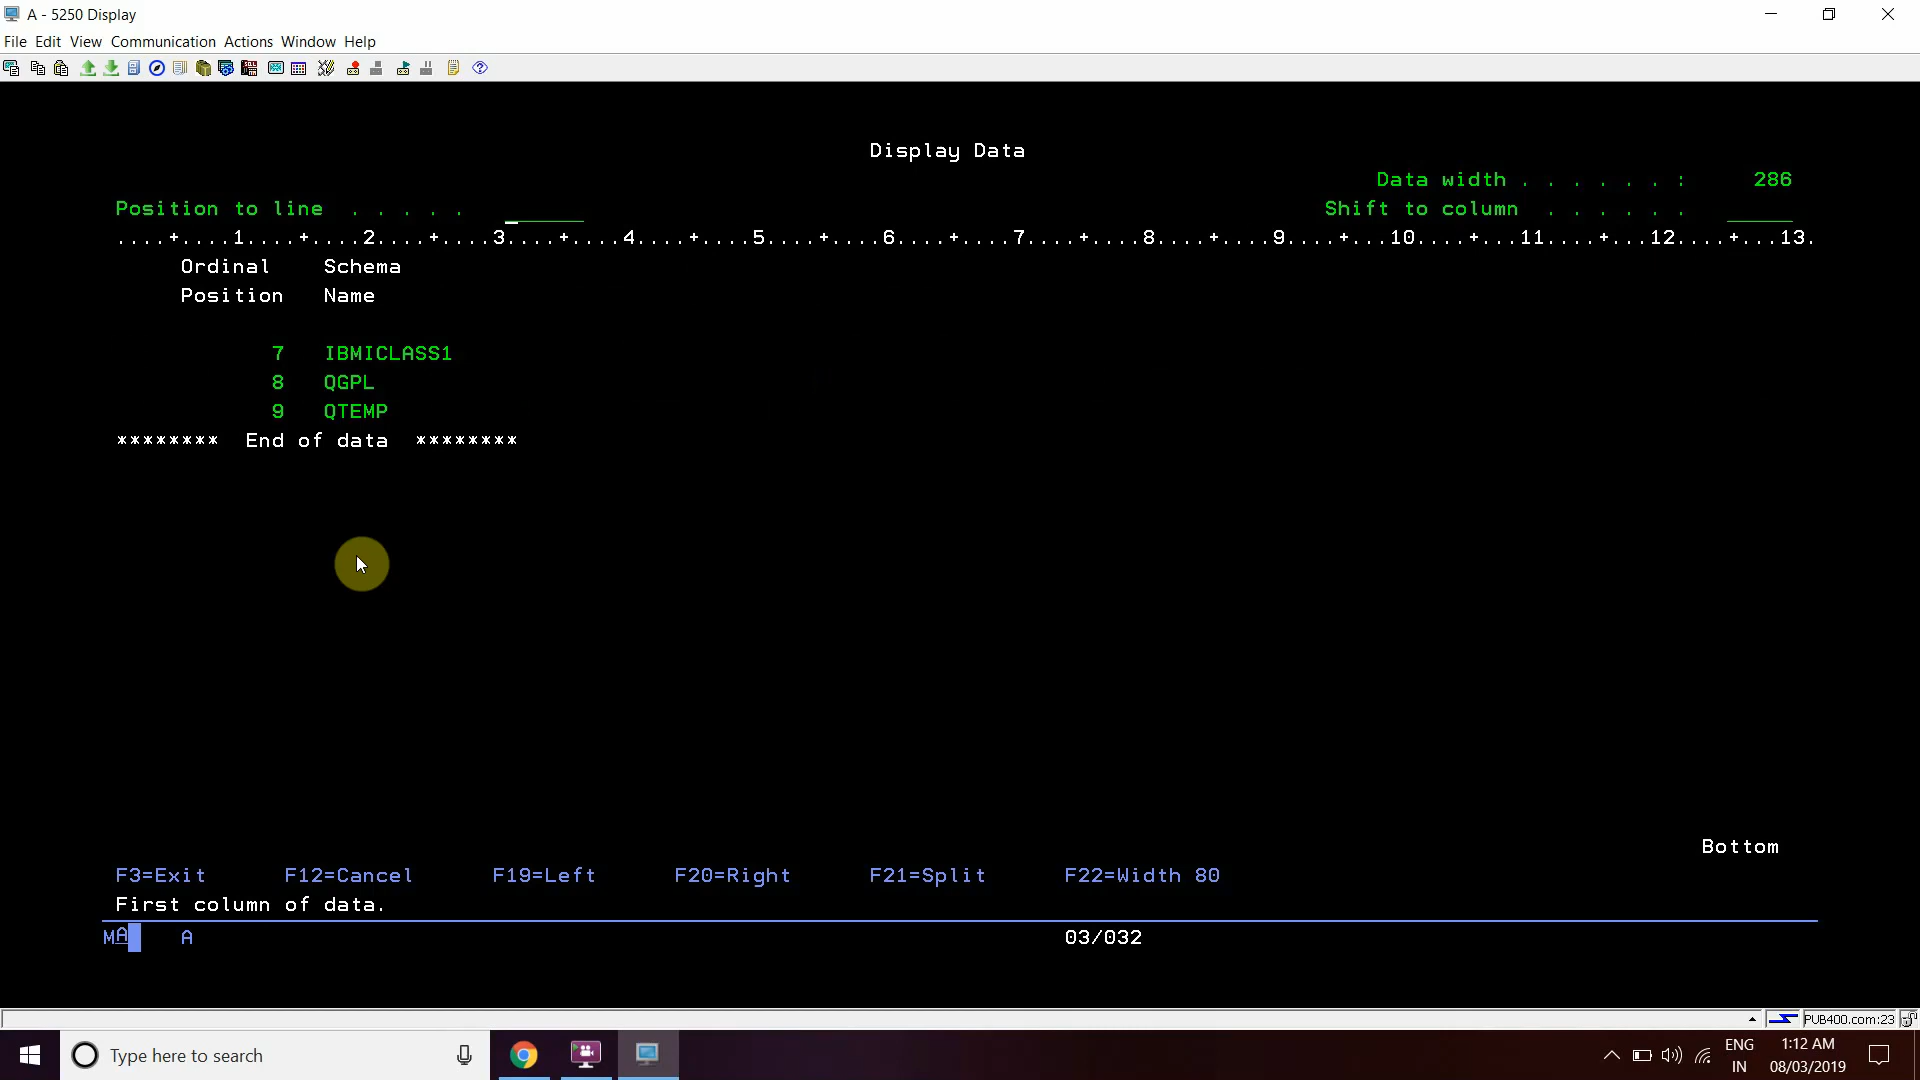 A - 5250 Display
File Edit View Communication Actions Window Help
Display Data
Data width . . . . . . : 286
Position to line . . . . . Shift to column . . . . . .
....+....1....+....2....+....3....+....4....+....5....+....6....+....7....+....8....+....9....+...10....+...11....+...12....+...13.
Ordinal Schema
Position Name
7 IBMICLASS1
8 QGPL
9 QTEMP
******** End of data ********
Bottom
F3=Exit F12=Cancel F19=Left F20=Right F21=Split F22=Width 80
First column of data.
MA A 03/032
PUB400.com:23
Type here to search
ENG 1:12 AM
IN 08/03/2019